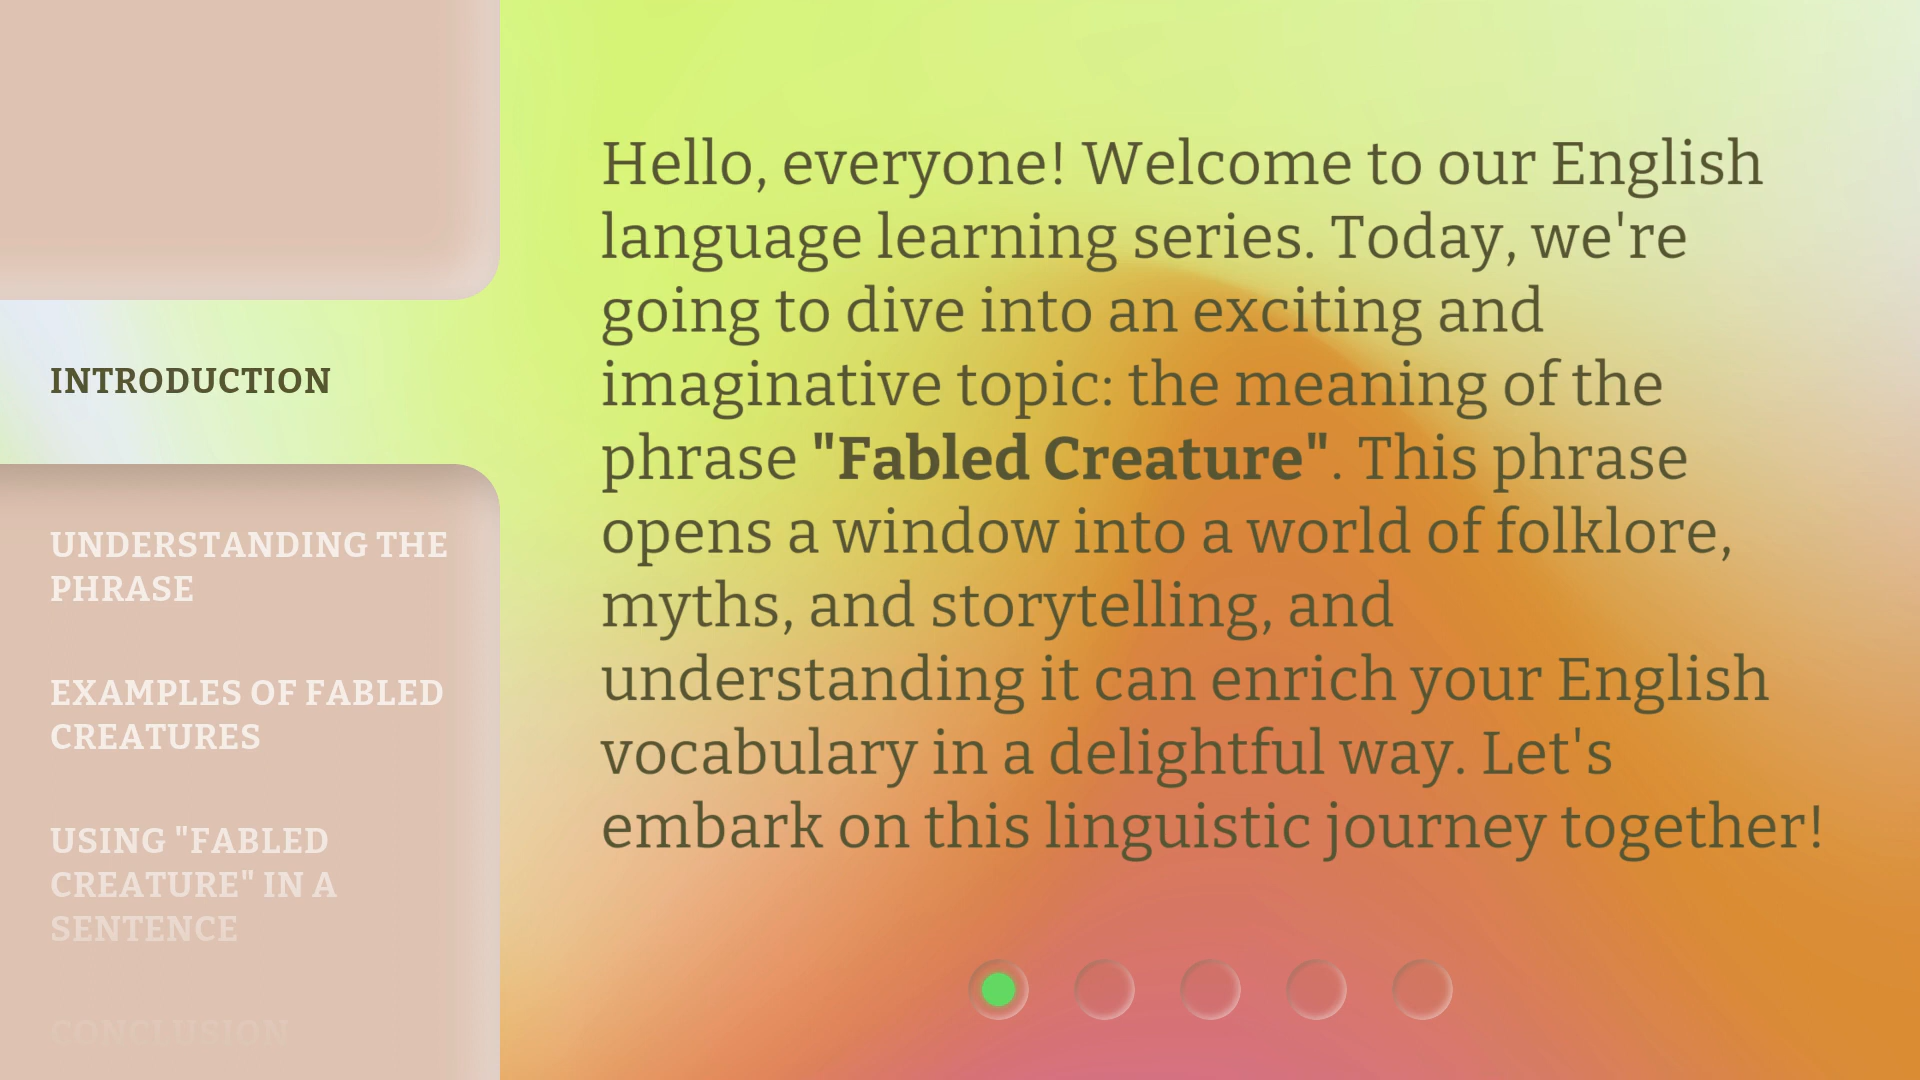 INTRODUCTION
UNDERSTANDING THE
PHRASE
EXAMPLES OF FABLED
CREATURES
USING "FABLED
CREATURE" IN A
SENTENCE
CONCLUSION
Hello, everyone! Welcome to our English
language learning series. Today, we're
going to dive into an exciting and
imaginative topic: the meaning of the
phrase "Fabled Creature". This phrase
opens a window into a world of folklore,
myths, and storytelling, and
understanding it can enrich your English
vocabulary in a delightful way. Let's
embark on this linguistic journey together!